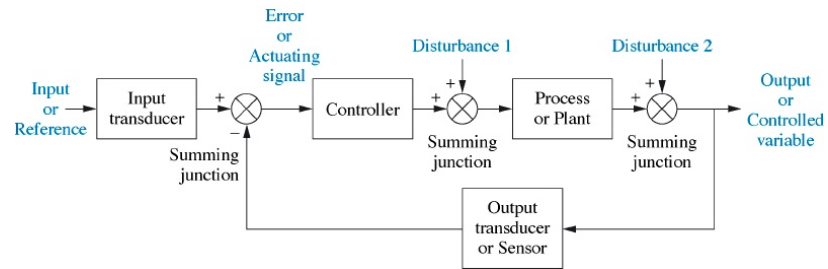 Error
or
Actuating
signal
Disturbance 1
Disturbance 2
Input
or
Reference
Input
transducer
+
−
Summing
junction
Controller
+
+
Summing
junction
Process
or Plant
+
+
Summing
junction
Output
or
Controlled
variable
Output
transducer
or Sensor